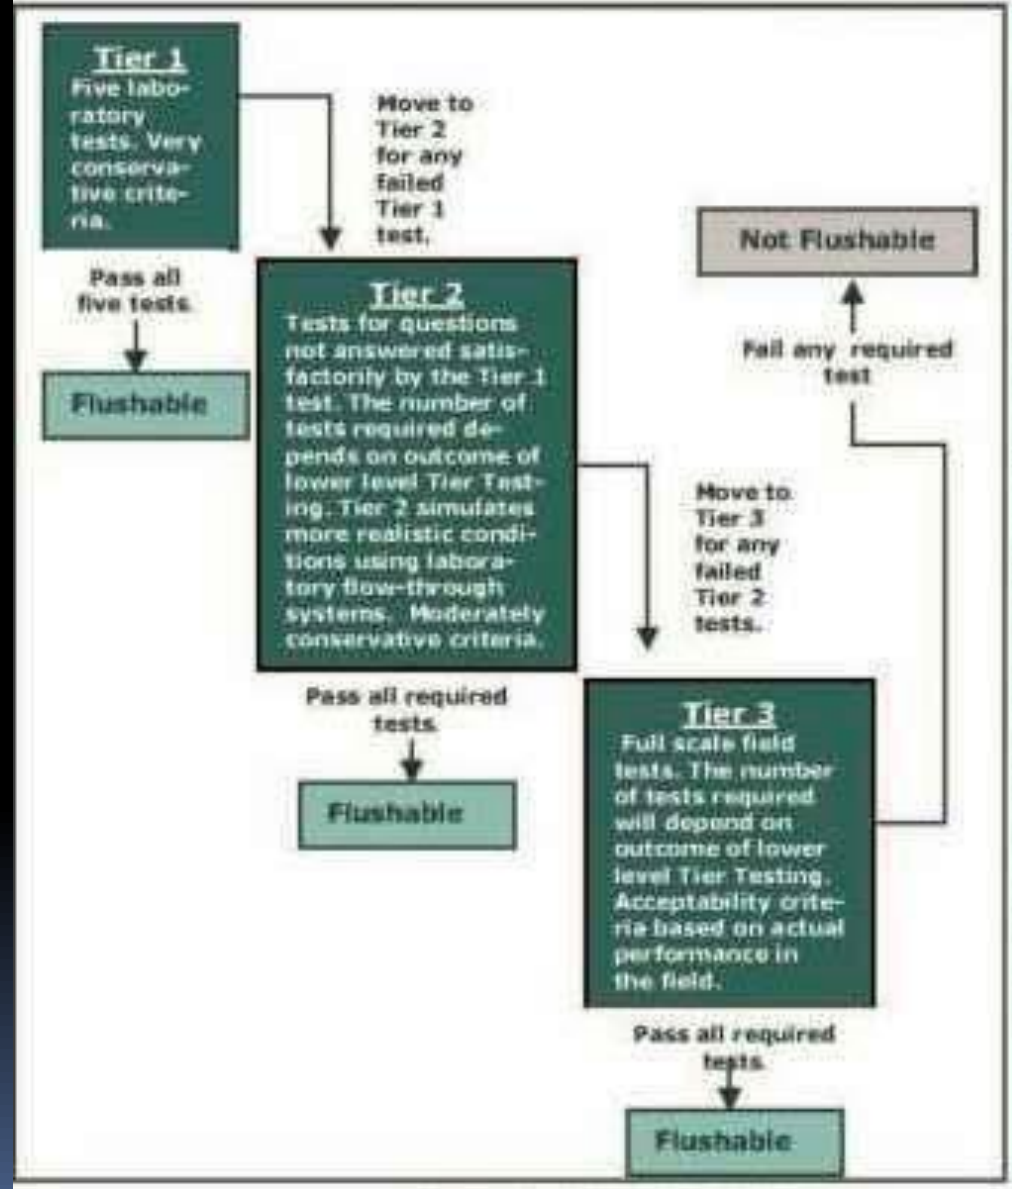 Tier 1
Five labo-
ratory
tests. Very
conserva-
tive crite-
ria.
Move to
Tier 2
for any
failed
Tier 1
test.
Pass all
five tests.
Flushable
Not Flushable
Fail any required
test
Tier 2
Tests for questions
not answered satis-
factorily by the Tier 1
test. The number of
tests required de-
pends on outcome of
lower level Tier Test-
ing. Tier 2 simulates
more realistic condi-
tions using labora-
tory flow-through
systems. Moderately
conservative criteria.
Move to
Tier 3
for any
failed
Tier 2
tests.
Pass all required
tests.
Flushable
Tier 3
Full scale field
tests. The number
of tests required
will depend on
outcome of lower
level Tier Testing.
Acceptability crite-
ria based on actual
performance in
the field.
Pass all required
tests.
Flushable